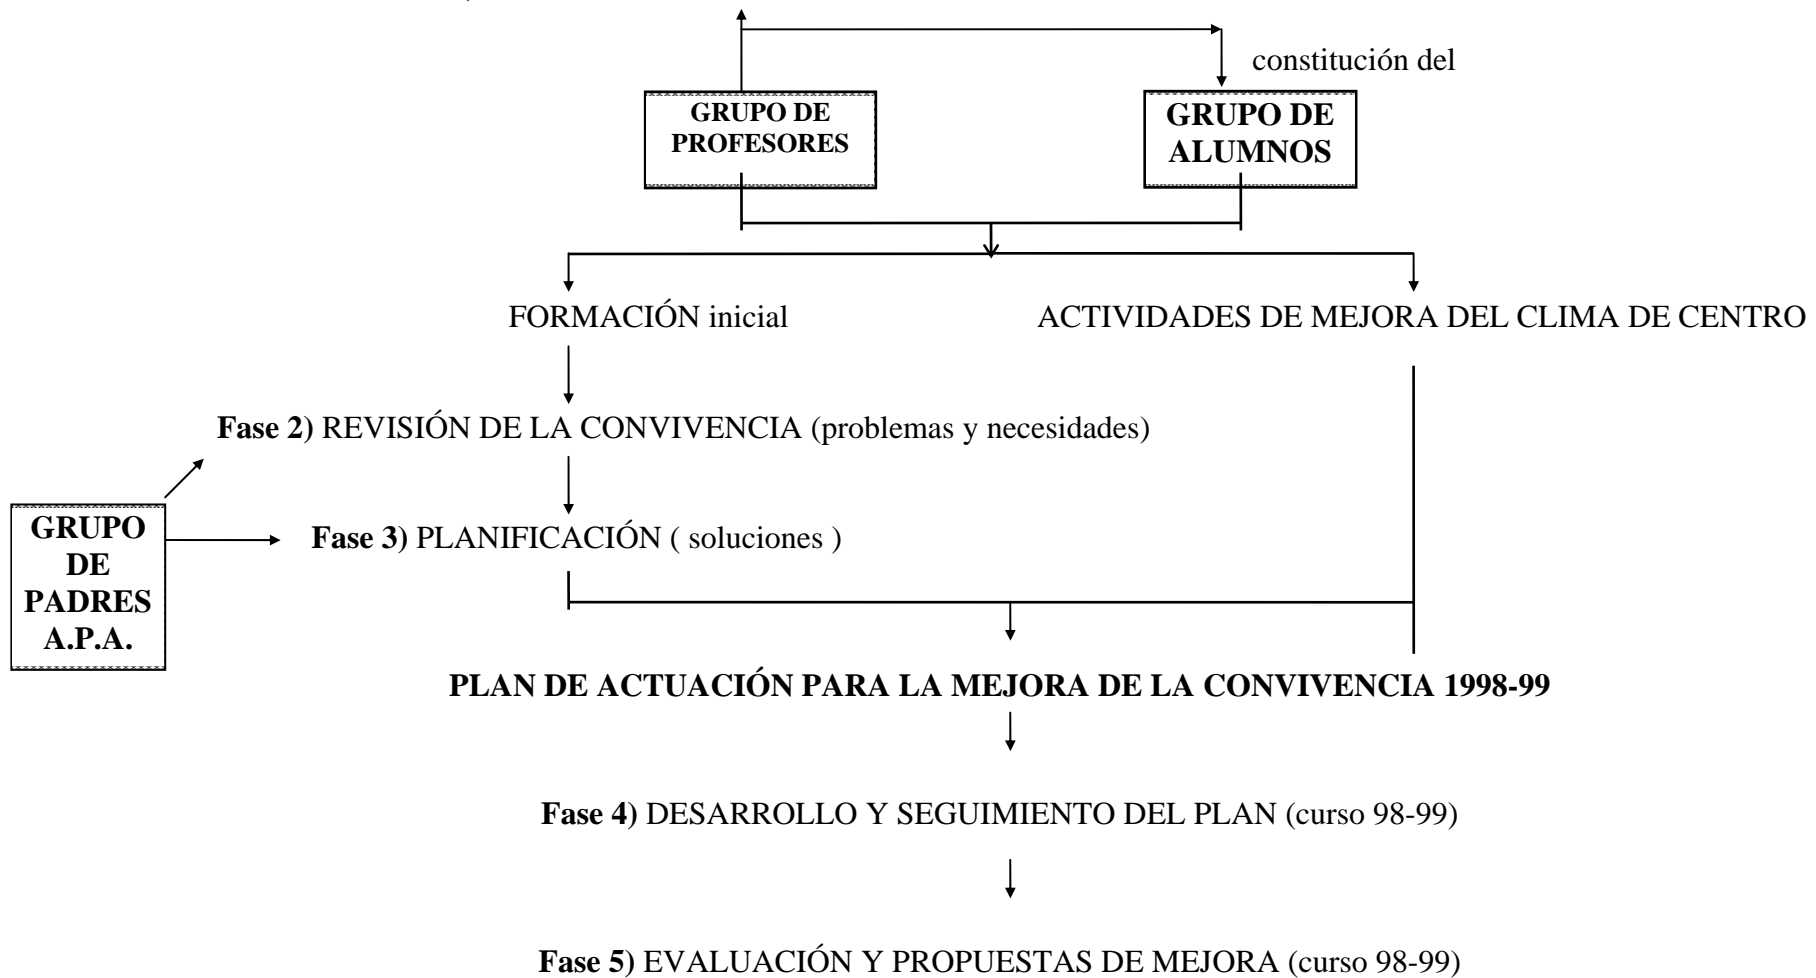 constitución del
GRUPO DE
PROFESORES
GRUPO DE
ALUMNOS
FORMACIÓN inicial
ACTIVIDADES DE MEJORA DEL CLIMA DE CENTRO
Fase 2) REVISIÓN DE LA CONVIVENCIA (problemas y necesidades)
GRUPO
DE
PADRES
A.P.A.
Fase 3) PLANIFICACIÓN ( soluciones )
PLAN DE ACTUACIÓN PARA LA MEJORA DE LA CONVIVENCIA 1998-99
Fase 4) DESARROLLO Y SEGUIMIENTO DEL PLAN (curso 98-99)
Fase 5) EVALUACIÓN Y PROPUESTAS DE MEJORA (curso 98-99)